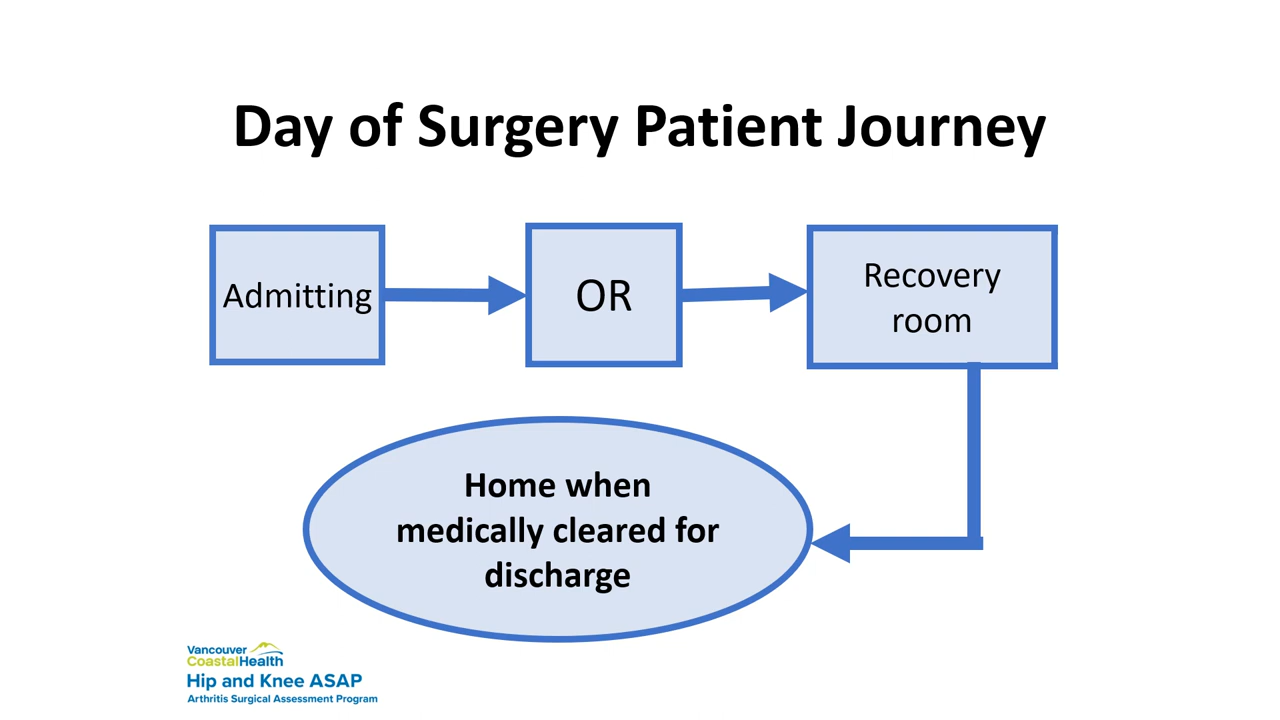 Day of Surgery Patient Journey
Admitting
OR
Recovery
room
Home when
medically cleared for
discharge
Vancouver
CoastalHealth
Hip and Knee ASAP
Arthritis Surgical Assessment Program